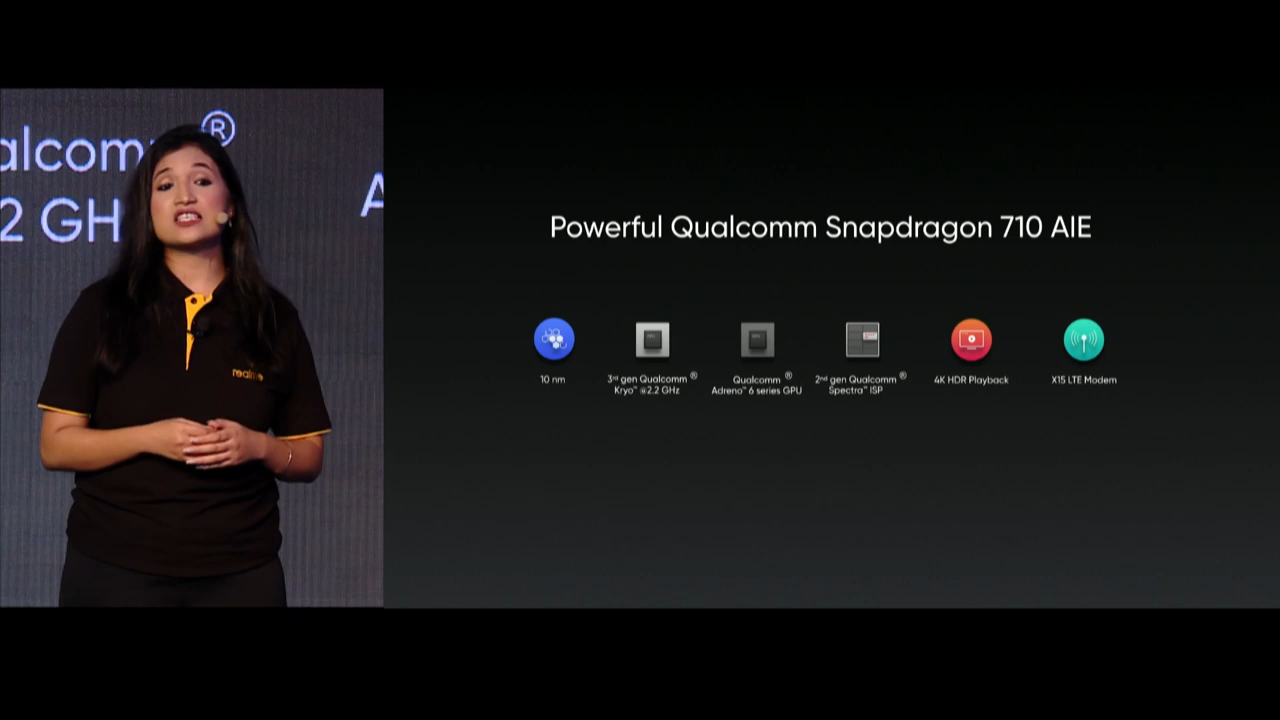 alcom
®
2 GH
A
realme
Powerful Qualcomm Snapdragon 710 AIE
10 nm
3rd gen Qualcomm ®
Kryo™ @2.2 GHz
Qualcomm ®
Adreno™ 6 series GPU
2nd gen Qualcomm ®
Spectra™ ISP
4K HDR Playback
X15 LTE Modem